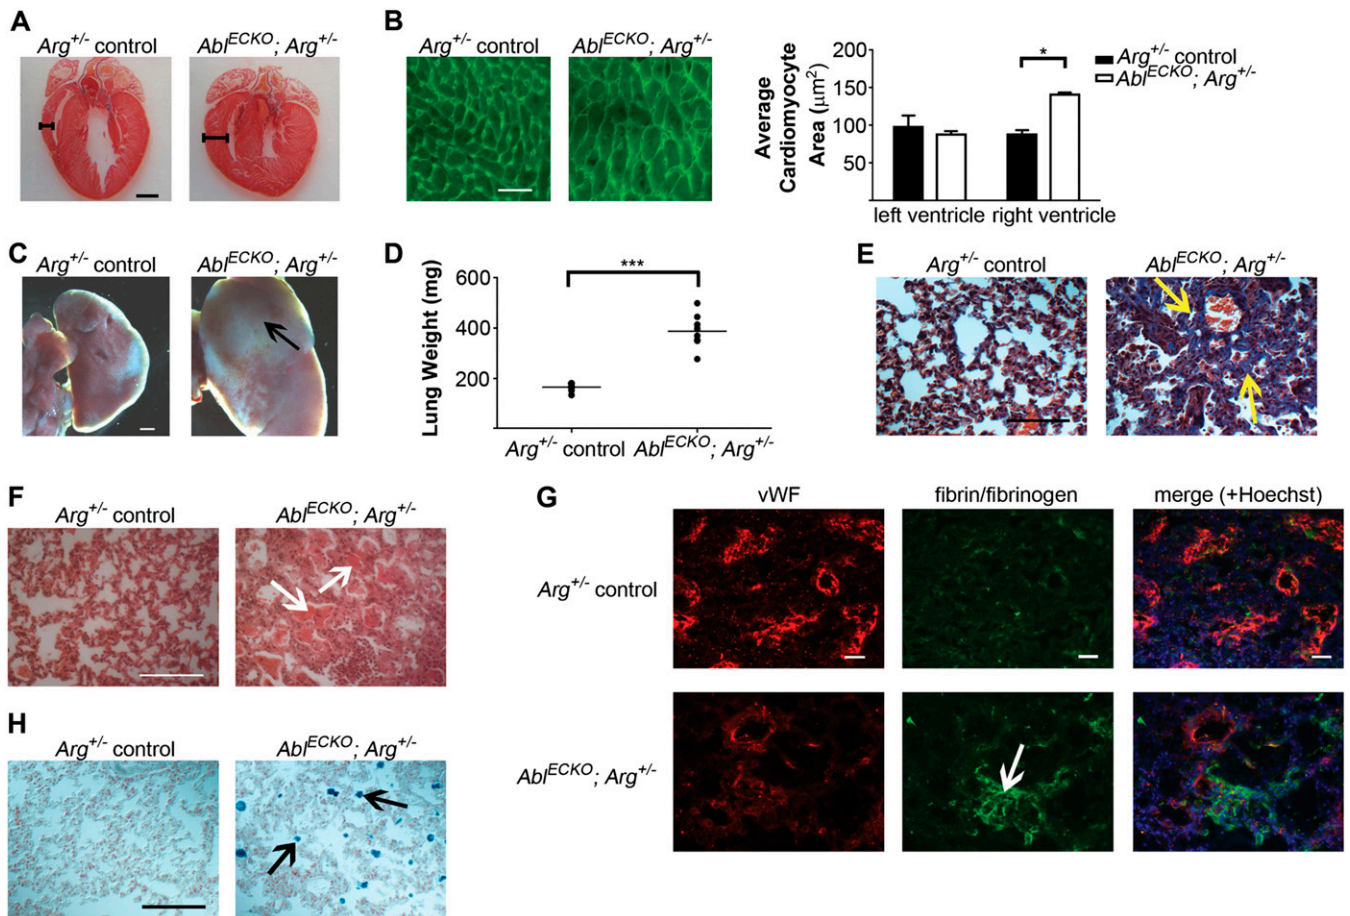 A
Arg+/- control
AblECKO; Arg+/-
B
Arg+/- control
AblECKO; Arg+/-
Average
Cardiomyocyte
Area (μm2)
200
150
100
50
*
left ventricle
right ventricle
Arg+/- control
AblECKO; Arg+/-
C
Arg+/- control
AblECKO; Arg+/-
D
Lung Weight (mg)
600
400
200
***
Arg+/- control
AblECKO; Arg+/-
E
Arg+/- control
AblECKO; Arg+/-
F
Arg+/- control
AblECKO; Arg+/-
G
vWF
fibrin/fibrinogen
merge (+Hoechst)
Arg+/- control
AblECKO; Arg+/-
H
Arg+/- control
AblECKO; Arg+/-